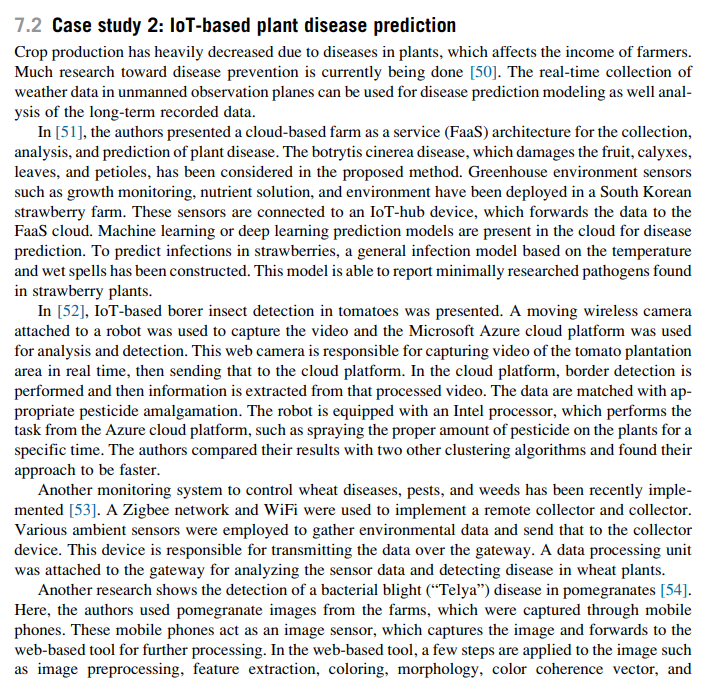 7.2 Case study 2: IoT-based plant disease prediction
Crop production has heavily decreased due to diseases in plants, which affects the income of farmers.
Much research toward disease prevention is currently being done [50]. The real-time collection of
weather data in unmanned observation planes can be used for disease prediction modeling as well anal-
ysis of the long-term recorded data.
In [51], the authors presented a cloud-based farm as a service (FaaS) architecture for the collection,
analysis, and prediction of plant disease. The botrytis cinerea disease, which damages the fruit, calyxes,
leaves, and petioles, has been considered in the proposed method. Greenhouse environment sensors
such as growth monitoring, nutrient solution, and environment have been deployed in a South Korean
strawberry farm. These sensors are connected to an IoT-hub device, which forwards the data to the
FaaS cloud. Machine learning or deep learning prediction models are present in the cloud for disease
prediction. To predict infections in strawberries, a general infection model based on the temperature
and wet spells has been constructed. This model is able to report minimally researched pathogens found
in strawberry plants.
In [52], IoT-based borer insect detection in tomatoes was presented. A moving wireless camera
attached to a robot was used to capture the video and the Microsoft Azure cloud platform was used
for analysis and detection. This web camera is responsible for capturing video of the tomato plantation
area in real time, then sending that to the cloud platform. In the cloud platform, border detection is
performed and then information is extracted from that processed video. The data are matched with ap-
propriate pesticide amalgamation. The robot is equipped with an Intel processor, which performs the
task from the Azure cloud platform, such as spraying the proper amount of pesticide on the plants for a
specific time. The authors compared their results with two other clustering algorithms and found their
approach to be faster.
Another monitoring system to control wheat diseases, pests, and weeds has been recently imple-
mented [53]. A Zigbee network and WiFi were used to implement a remote collector and collector.
Various ambient sensors were employed to gather environmental data and send that to the collector
device. This device is responsible for transmitting the data over the gateway. A data processing unit
was attached to the gateway for analyzing the sensor data and detecting disease in wheat plants.
Another research shows the detection of a bacterial blight (“Telya”) disease in pomegranates [54].
Here, the authors used pomegranate images from the farms, which were captured through mobile
phones. These mobile phones act as an image sensor, which captures the image and forwards to the
web-based tool for further processing. In the web-based tool, a few steps are applied to the image such
as image preprocessing, feature extraction, coloring, morphology, color coherence vector, and